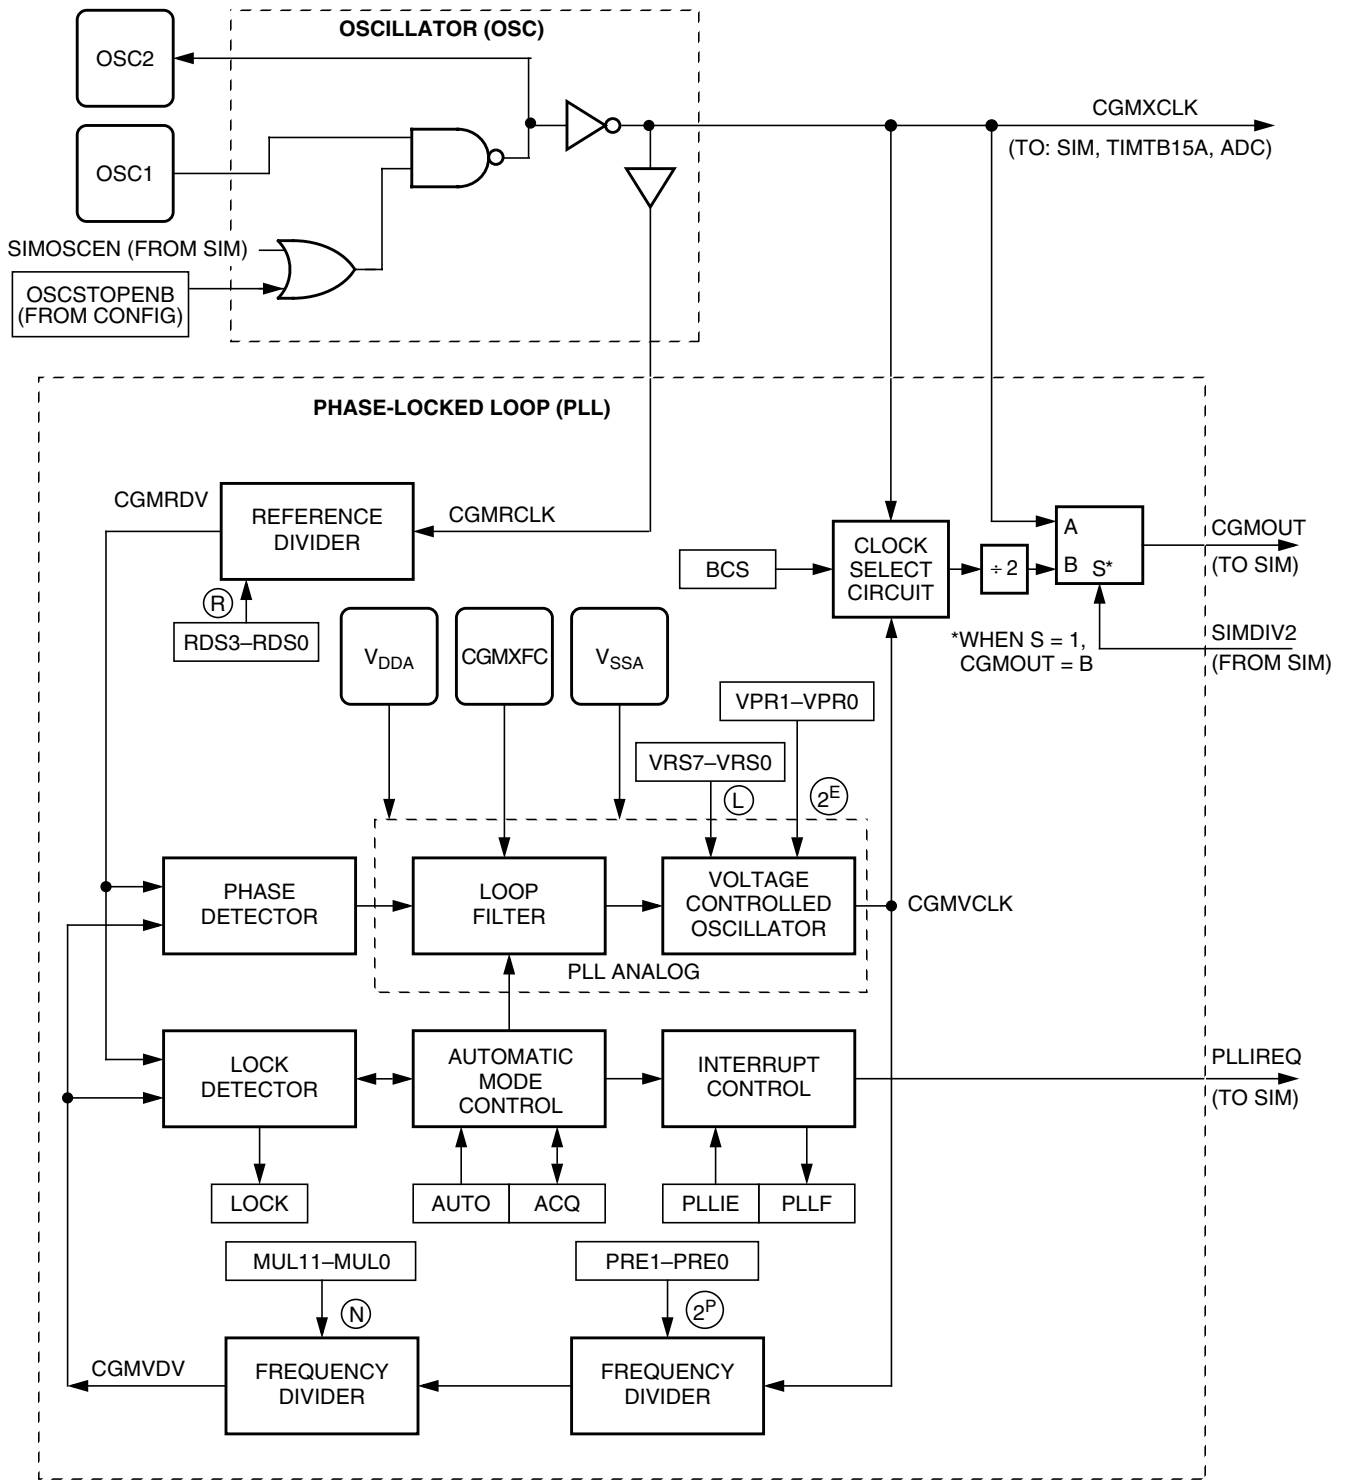 OSCILLATOR (OSC)
OSC2
OSC1
CGMXCLK
(TO: SIM, TIMTB15A, ADC)
SIMOSCEN (FROM SIM)
OSCSTOPENB
(FROM CONFIG)
PHASE-LOCKED LOOP (PLL)
CGMRDV
REFERENCE
DIVIDER
CGMRCLK
R
RDS3–RDS0
BCS
CLOCK
SELECT
CIRCUIT
÷ 2
A
B
S*
CGMOUT
(TO SIM)
*WHEN S = 1,
CGMOUT = B
SIMDIV2
(FROM SIM)
VDDA
CGMXFC
VSSA
VPR1–VPR0
VRS7–VRS0
L
2E
PHASE
DETECTOR
LOOP
FILTER
VOLTAGE
CONTROLLED
OSCILLATOR
CGMVCLK
PLL ANALOG
LOCK
DETECTOR
AUTOMATIC
MODE
CONTROL
INTERRUPT
CONTROL
PLLIREQ
(TO SIM)
LOCK
AUTO
ACQ
PLLIE
PLLF
MUL11–MUL0
PRE1–PRE0
N
2P
CGMVDV
FREQUENCY
DIVIDER
FREQUENCY
DIVIDER